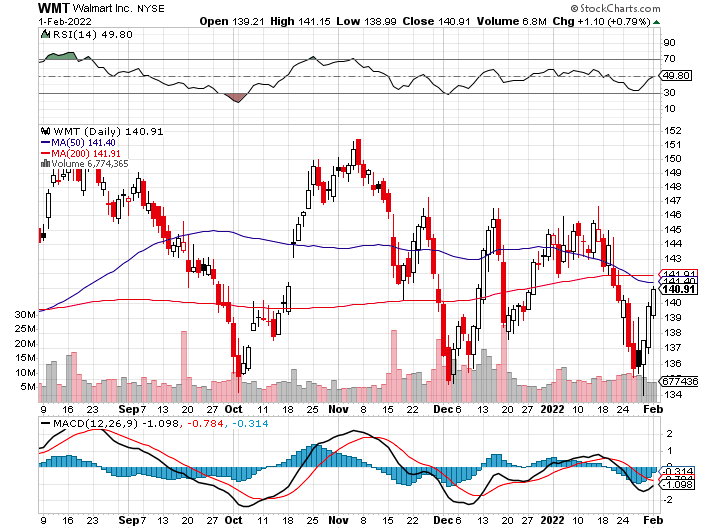 WMT Walmart Inc. NYSE © StockCharts.com
1-Feb-2022 Open 139.21 High 141.15 Low 138.99 Close 140.91 Volume 6.8M Chg +1.10 (+0.79%)
RSI(14) 49.80
90
70
49.80
30
10
WMT (Daily) 140.91
MA(50) 141.40
MA(200) 141.91
Volume 6,774,365
152
151
150
149
148
147
146
145
144
143
141.91
141.40
140.91
140
139
138
137
136
134
30M
25M
20M
15M
10M
5M
677436
9 16 23 Sep 7 13 20 27 Oct 11 18 25 Nov 8 15 22 Dec 6 13 20 27 2022 10 18 24 Feb
MACD(12,26,9) -1.098, -0.784, -0.314
2
1
-0.314
-1.098
-2
9 16 23 Sep 7 13 20 27 Oct 11 18 25 Nov 8 15 22 Dec 6 13 20 27 2022 10 18 24 Feb